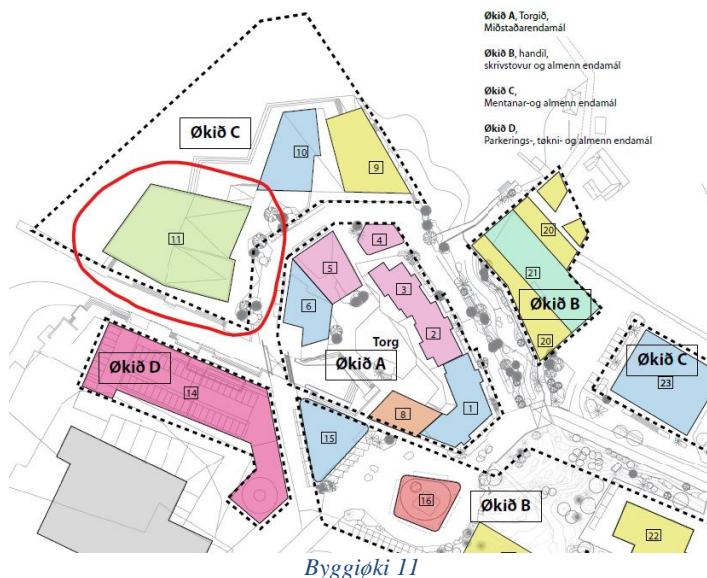 Økið A, Torgið,
Miðstaðarendamál
Økið B, handil,
skrivstovur og almenn endamál
Økið C,
Mentanar-og almenn endamál
Økið D,
Parkerings-, tøkni- og almenn endamál
Økið C
10
9
11
4
5
3
6
2
Torg
Økið A
20
21
Økið B
20
Økið C
23
Økið D
14
8
1
15
16
Økið B
22
Byggiøki 11